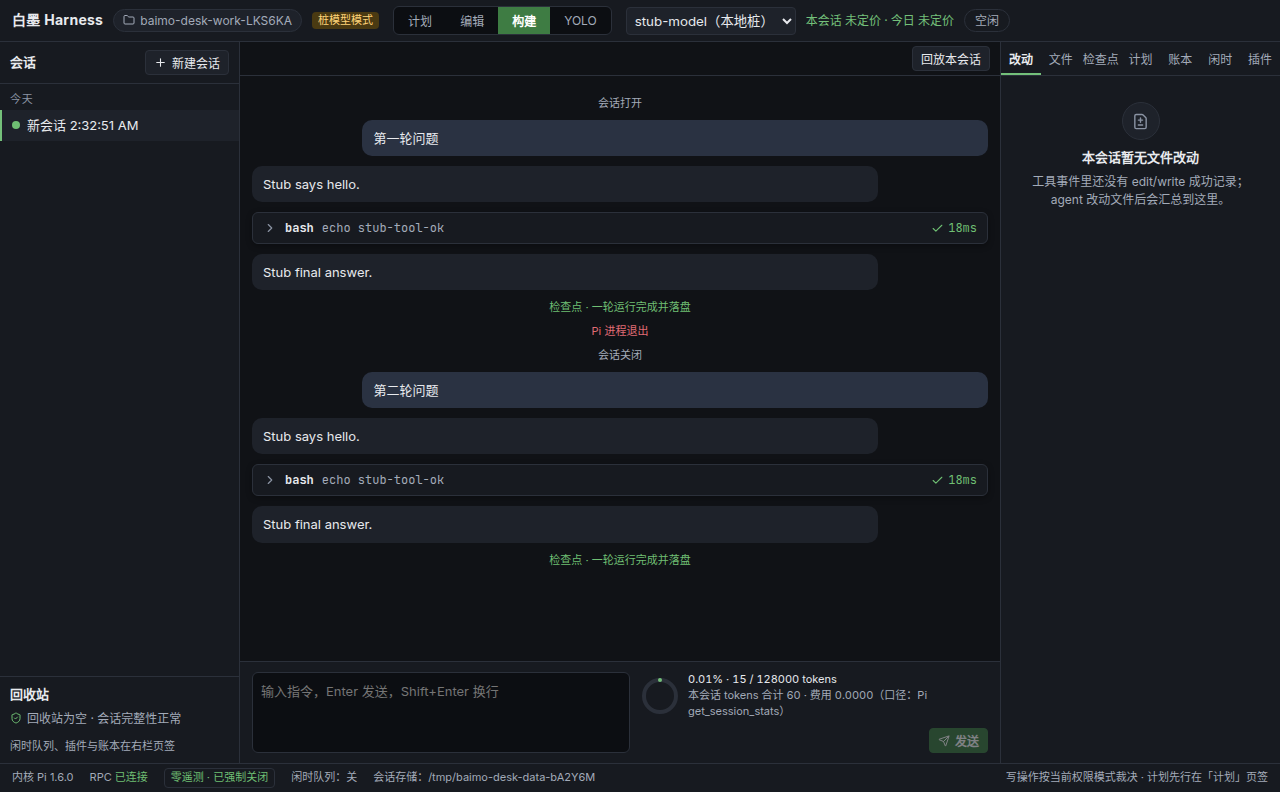 白墨 Harness baimo-desk-work-LKS6KA 桩模型模式 计划 编辑 构建 YOLO stub-model（本地桩） 本会话 未定价 · 今日 未定价 空闲
会话 新建会话
今天
新会话 2:32:51 AM
回收站
回收站为空 · 会话完整性正常
闲时队列、插件与账本在右栏页签
回放本会话
会话打开
第一轮问题
Stub says hello.
bash echo stub-tool-ok 18ms
Stub final answer.
检查点 · 一轮运行完成并落盘
Pi 进程退出
会话关闭
第二轮问题
Stub says hello.
bash echo stub-tool-ok 18ms
Stub final answer.
检查点 · 一轮运行完成并落盘
输入指令，Enter 发送，Shift+Enter 换行
0.01% · 15 / 128000 tokens
本会话 tokens 合计 60 · 费用 0.0000（口径：Pi
get_session_stats）
发送
改动 文件 检查点 计划 账本 闲时 插件
本会话暂无文件改动
工具事件里还没有 edit/write 成功记录；
agent 改动文件后会汇总到这里。
内核 Pi 1.6.0 RPC 已连接 零遥测 · 已强制关闭 闲时队列：关 会话存储：/tmp/baimo-desk-data-bA2Y6M 写操作按当前权限模式裁决 · 计划先行在「计划」页签